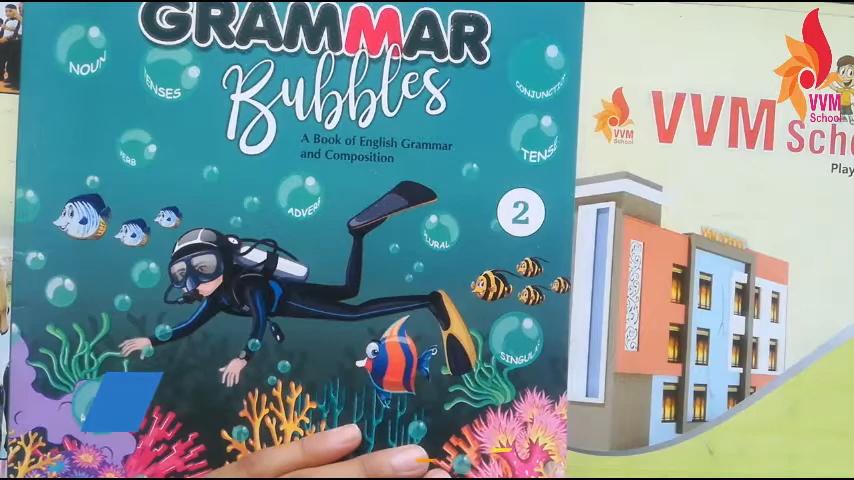 GRAMMAR
Bubbles
A Book of English Grammar
and Composition
2
NOUN
TENSES
VERB
ADVERB
PLURAL
CONJUNCTION
TENSE
SINGULAR
VVM
School
VVM Scho
Play
VVM
School